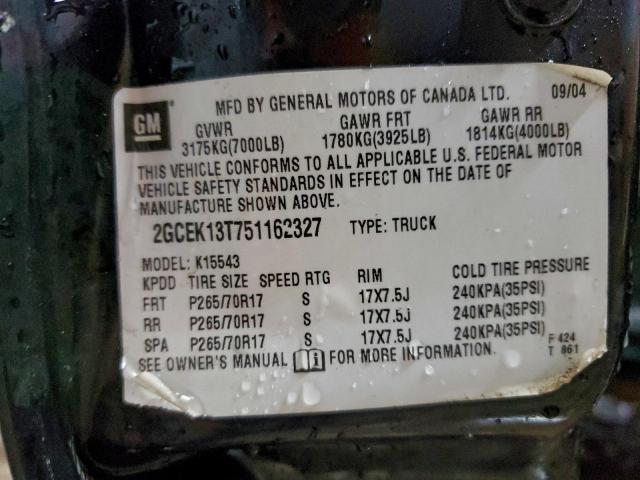 GM
MFD BY GENERAL MOTORS OF CANADA LTD. 09/04
GVWR GAWR FRT GAWR RR
3175KG(7000LB) 1780KG(3925LB) 1814KG(4000LB)
THIS VEHICLE CONFORMS TO ALL APPLICABLE U.S. FEDERAL MOTOR
VEHICLE SAFETY STANDARDS IN EFFECT ON THE DATE OF
MANUFACTURE SHOWN ABOVE.
2GCEK13T751162327 TYPE: TRUCK
MODEL: K15543
KPDD TIRE SIZE SPEED RTG RIM COLD TIRE PRESSURE
FRT P265/70R17 S 17X7.5J 240KPA(35PSI)
RR P265/70R17 S 17X7.5J 240KPA(35PSI)
SPA P265/70R17 S 17X7.5J 240KPA(35PSI)
SEE OWNER'S MANUAL FOR MORE INFORMATION.
F 424
T 861